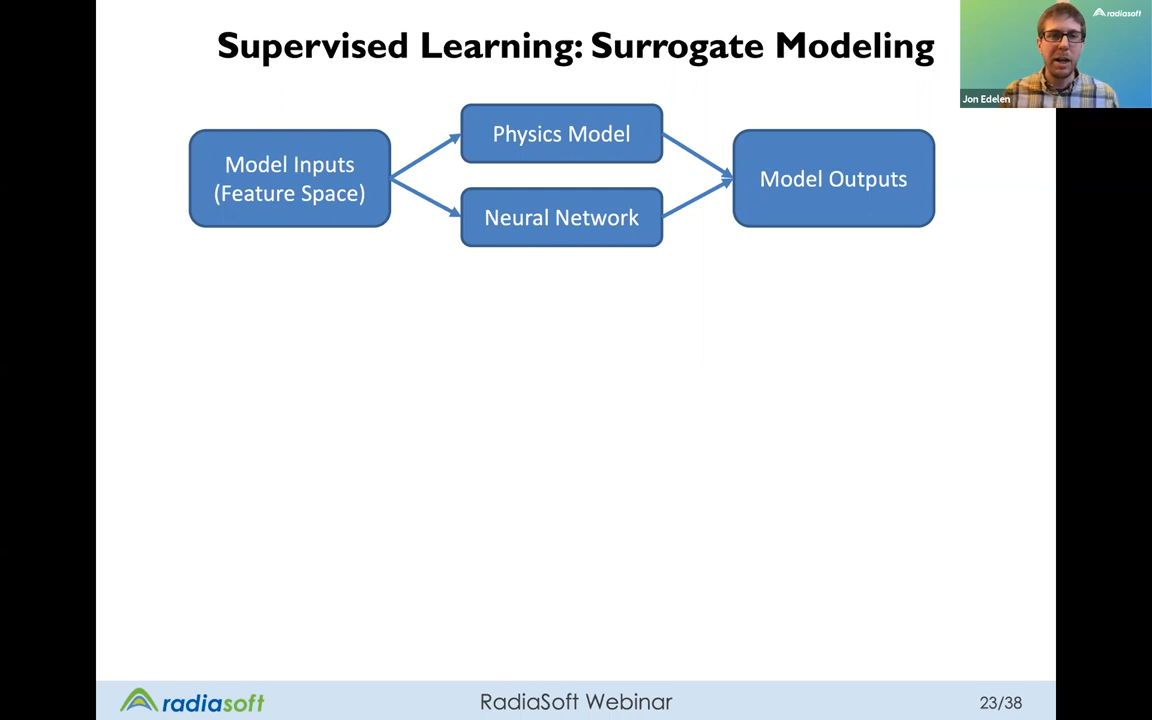 Supervised Learning: Surrogate Modeling
radiasoft
Jon Edelen
Model Inputs
(Feature Space)
Physics Model
Neural Network
Model Outputs
radiasoft
RadiaSoft Webinar
23/38